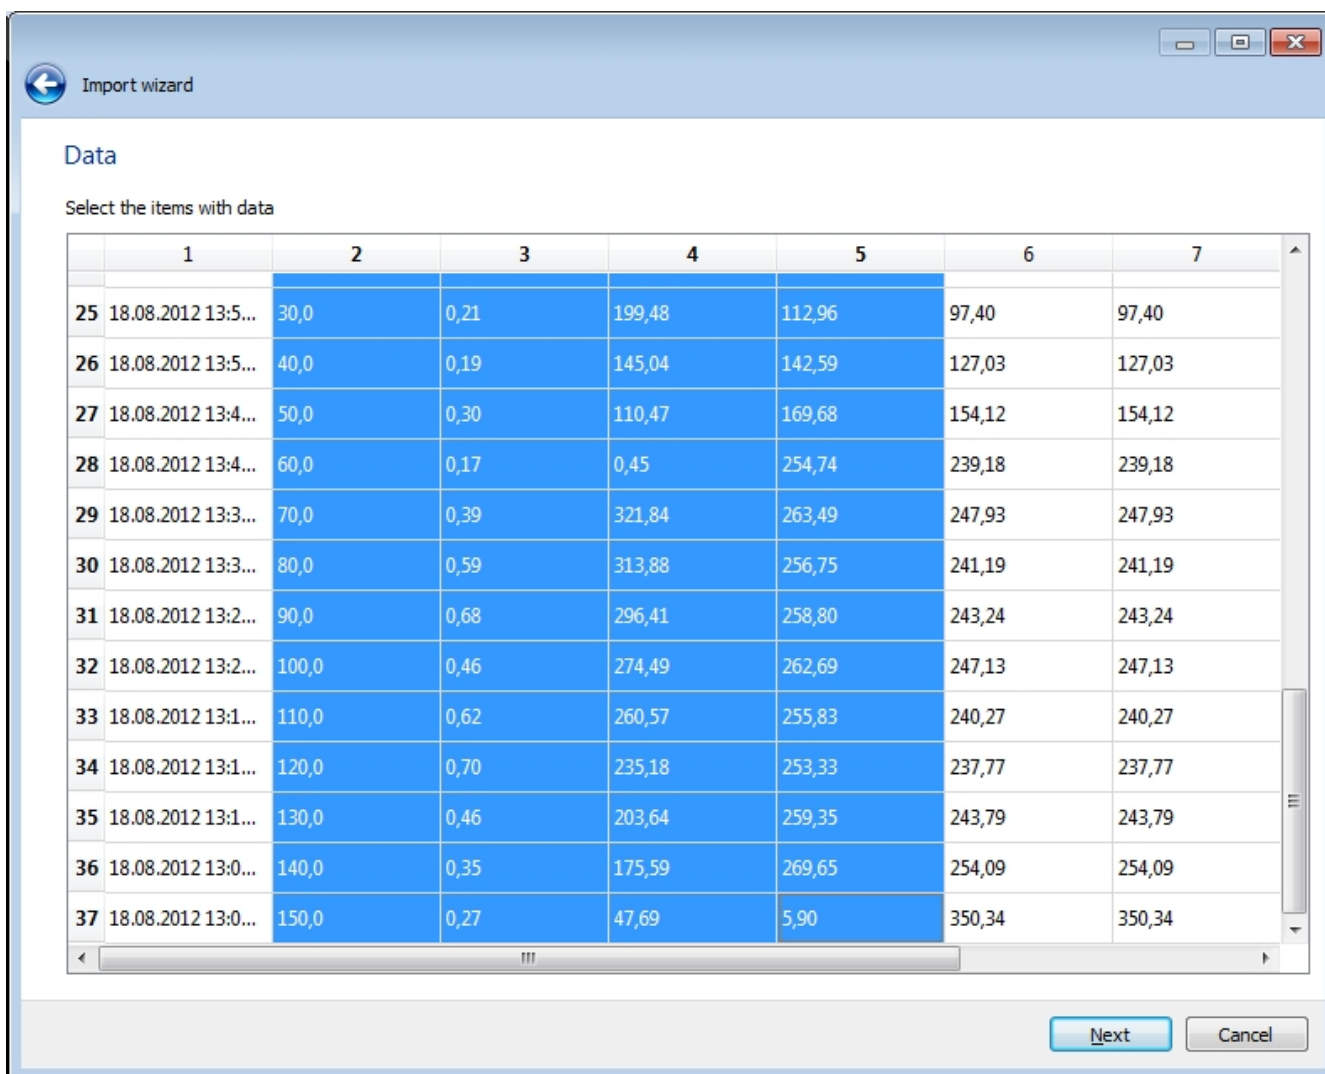 Import wizard
Data
Select the items with data
1 2 3 4 5 6 7
25 18.08.2012 13:5... 30,0 0,21 199,48 112,96 97,40 97,40
26 18.08.2012 13:5... 40,0 0,19 145,04 142,59 127,03 127,03
27 18.08.2012 13:4... 50,0 0,30 110,47 169,68 154,12 154,12
28 18.08.2012 13:4... 60,0 0,17 0,45 254,74 239,18 239,18
29 18.08.2012 13:3... 70,0 0,39 321,84 263,49 247,93 247,93
30 18.08.2012 13:3... 80,0 0,59 313,88 256,75 241,19 241,19
31 18.08.2012 13:2... 90,0 0,68 296,41 258,80 243,24 243,24
32 18.08.2012 13:2... 100,0 0,46 274,49 262,69 247,13 247,13
33 18.08.2012 13:1... 110,0 0,62 260,57 255,83 240,27 240,27
34 18.08.2012 13:1... 120,0 0,70 235,18 253,33 237,77 237,77
35 18.08.2012 13:1... 130,0 0,46 203,64 259,35 243,79 243,79
36 18.08.2012 13:0... 140,0 0,35 175,59 269,65 254,09 254,09
37 18.08.2012 13:0... 150,0 0,27 47,69 5,90 350,34 350,34
Next Cancel